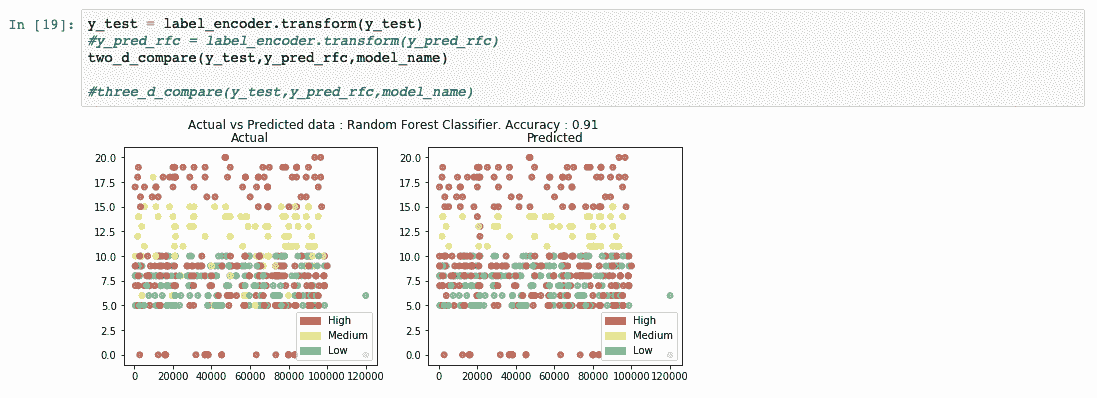 In [19]:
y_test = label_encoder.transform(y_test)
#y_pred_rfc = label_encoder.transform(y_pred_rfc)
two_d_compare(y_test,y_pred_rfc,model_name)
#three_d_compare(y_test,y_pred_rfc,model_name)
Actual vs Predicted data : Random Forest Classifier. Accuracy : 0.91
Actual
20.0
17.5
15.0
12.5
10.0
7.5
5.0
2.5
0.0
High
Medium
Low
0 20000 40000 60000 80000 100000 120000
Predicted
20.0
17.5
15.0
12.5
10.0
7.5
5.0
2.5
0.0
High
Medium
Low
0 20000 40000 60000 80000 100000 120000